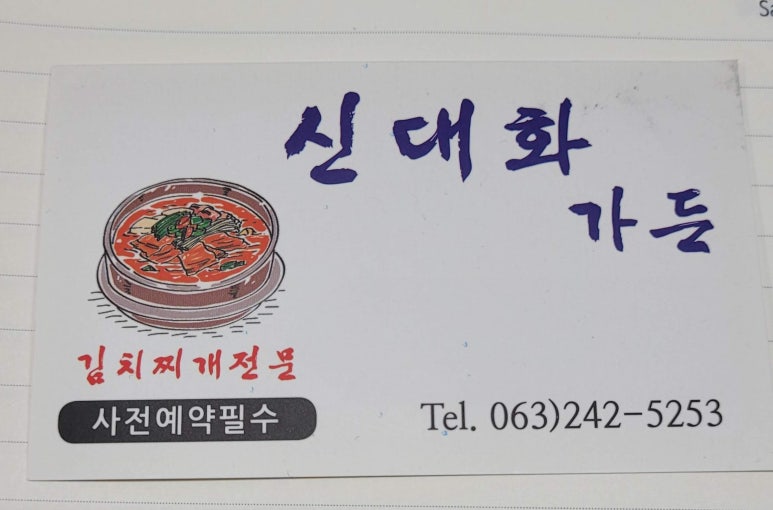 신대화
가든
김치찌개전문
사전예약필수
Tel. 063)242-5253